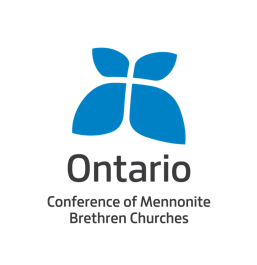 Ontario
Conference of Mennonite
Brethren Churches